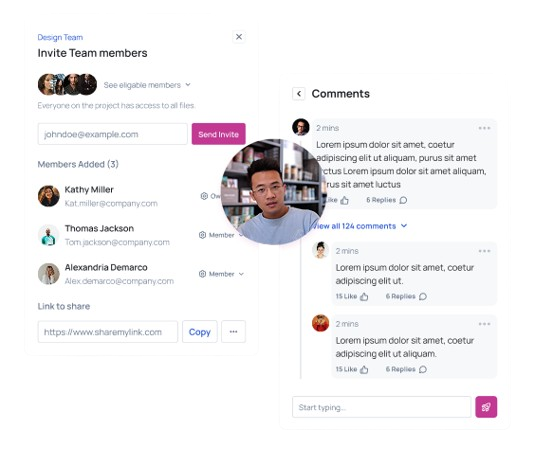 Design Team
Invite Team members
See eligable members
Everyone on the project has access to all files.
johndoe@example.com
Send Invite
Members Added (3)
Kathy Miller
Kat.miller@company.com
Thomas Jackson
Tom.jackson@company.com
Member
Alexandria Demarco
Alex.demarco@company.com
Member
Link to share
https://www.sharemylink.com
Copy
Comments
2 mins
Lorem ipsum dolor sit amet, coetur
adipiscing elit ut aliquam, purus sit amet
ctus Lorem ipsum dolor sit amet aliquam,
rus sit amet luctus
Like
6 Replies
View all 124 comments
2 mins
Lorem ipsum dolor sit amet, coetur
adipiscing elit ut.
15 Like
6 Replies
2 mins
Lorem ipsum dolor sit amet, coetur
adipiscing elit ut aliquam.
15 Like
6 Replies
Start typing...